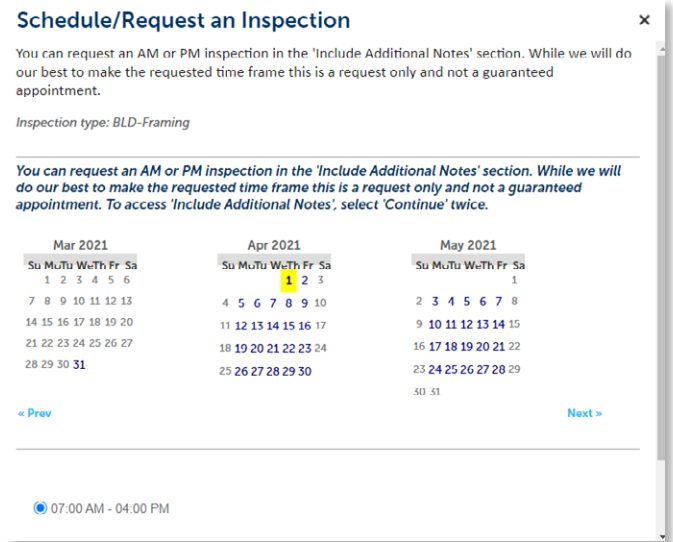 Schedule/Request an Inspection
×
You can request an AM or PM inspection in the 'Include Additional Notes' section. While we will do
our best to make the requested time frame this is a request only and not a guaranteed
appointment.
Inspection type: BLD-Framing
You can request an AM or PM inspection in the 'Include Additional Notes' section. While we will
do our best to make the requested time frame this is a request only and not a guaranteed
appointment. To access 'Include Additional Notes', select 'Continue' twice.
Mar 2021
Su Mo Tu We Th Fr Sa
1 2 3 4 5 6
7 8 9 10 11 12 13
14 15 16 17 18 19 20
21 22 23 24 25 26 27
28 29 30 31
Apr 2021
Su Mo Tu We Th Fr Sa
1 2 3
4 5 6 7 8 9 10
11 12 13 14 15 16 17
18 19 20 21 22 23 24
25 26 27 28 29 30
May 2021
Su Mo Tu We Th Fr Sa
1
2 3 4 5 6 7 8
9 10 11 12 13 14 15
16 17 18 19 20 21 22
23 24 25 26 27 28 29
30 31
« Prev
Next »
07:00 AM - 04:00 PM